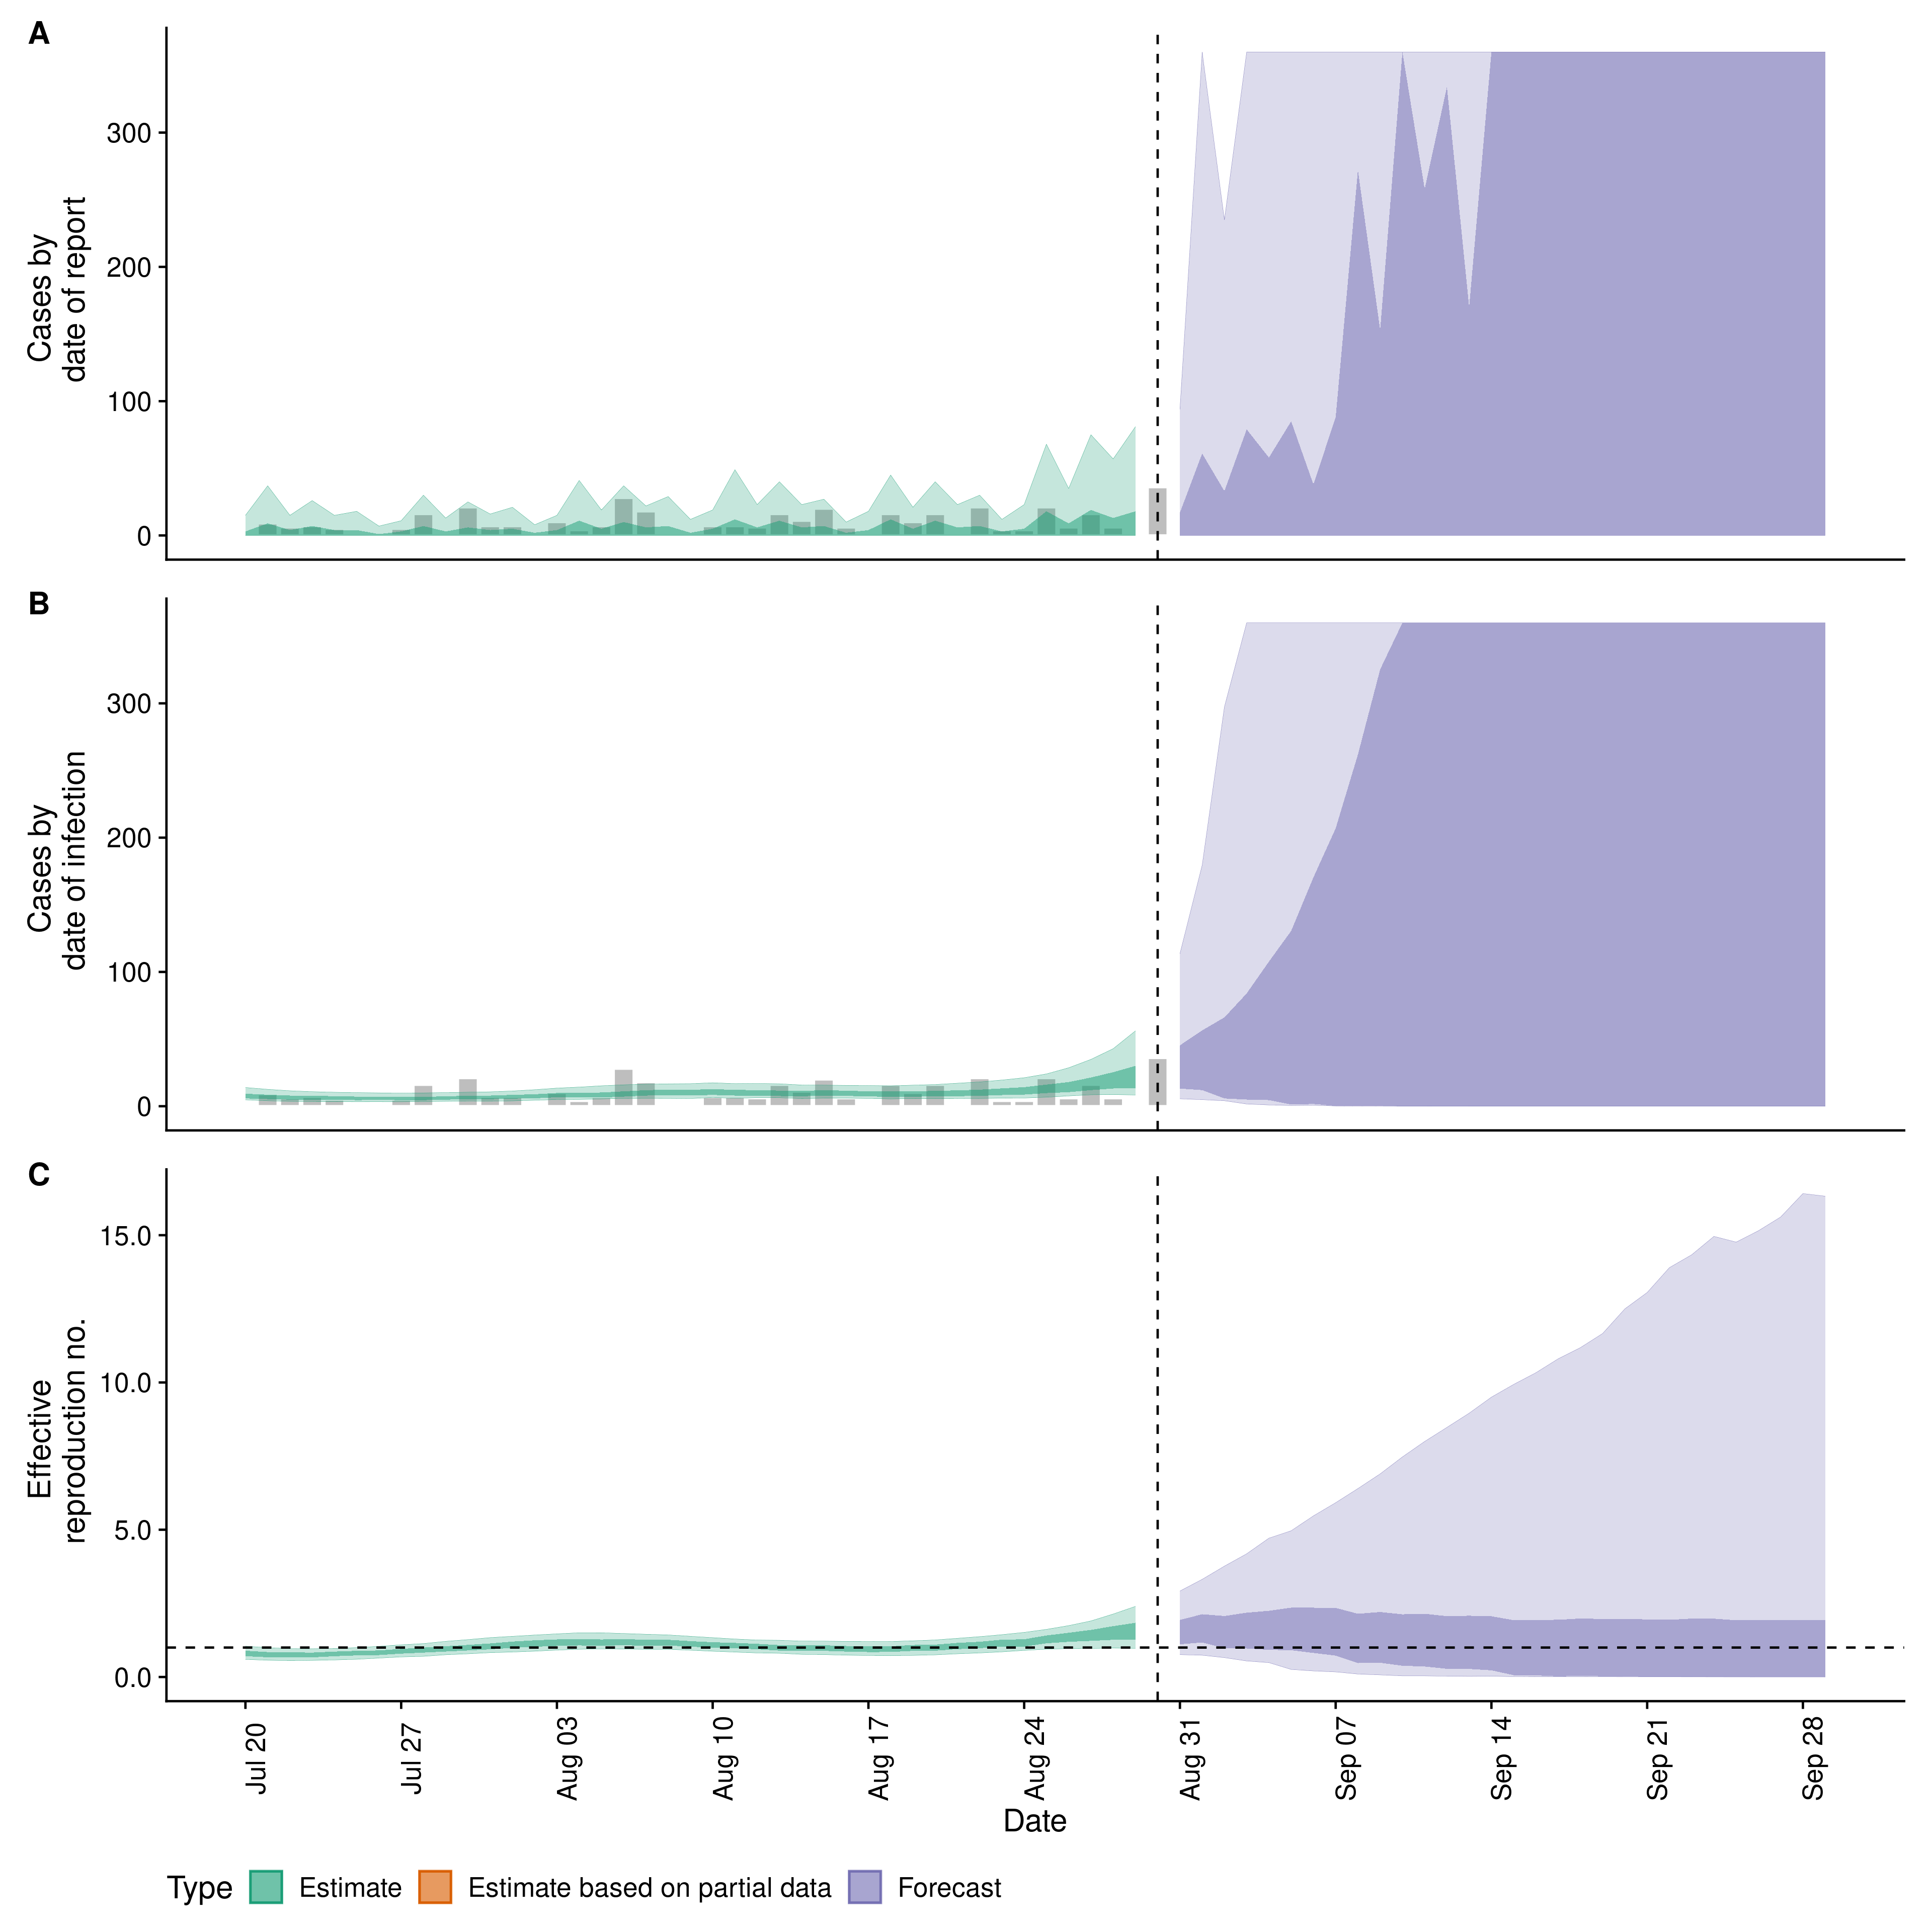 A
Cases by
date of report
300
200
100
0
B
Cases by
date of infection
300
200
100
0
C
Effective
reproduction no.
15.0
10.0
5.0
0.0
Jul 20
Jul 27
Aug 03
Aug 10
Aug 17
Aug 24
Aug 31
Sep 07
Sep 14
Sep 21
Sep 28
Date
Type Estimate Estimate based on partial data Forecast